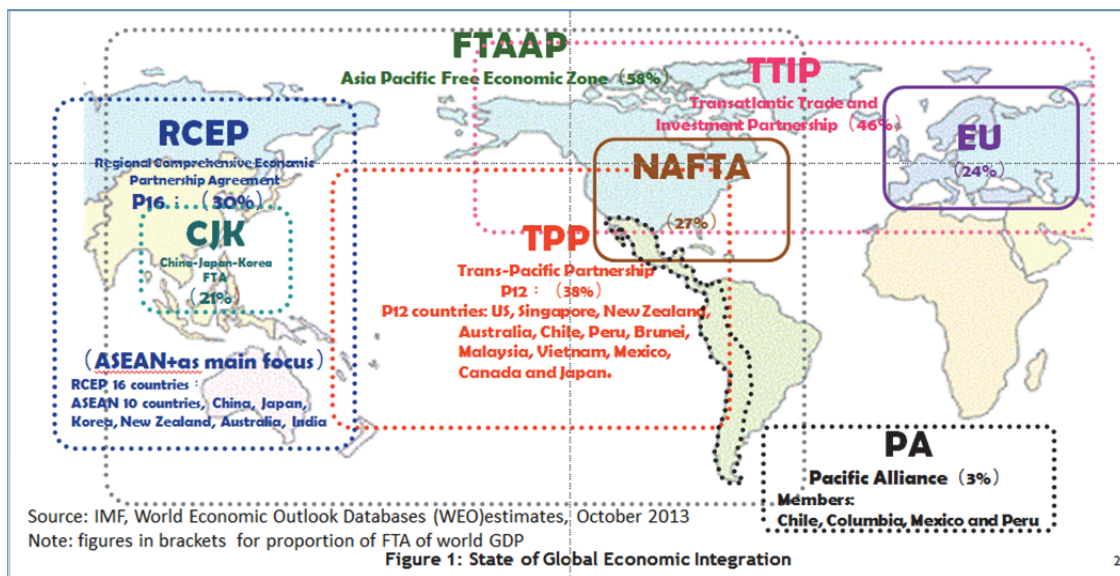 FTAAP
Asia Pacific Free Economic Zone（58%）
TTIP
Transatlantic Trade and
Investment Partnership（46%）
RCEP
Regional Comprehensive Economic
Partnership Agreement
P16：（30%）
EU
（24%）
NAFTA
（27%）
CJK
China-Japan-Korea
FTA
（21%）
TPP
Trans-Pacific Partnership
P12：（38%）
P12 countries: US, Singapore, New Zealand,
Australia, Chile, Peru, Brunei,
Malaysia, Vietnam, Mexico,
Canada and Japan.
（ASEAN+as main focus）
RCEP 16 countries：
ASEAN 10 countries, China, Japan,
Korea, New Zealand, Australia, India
PA
Pacific Alliance（3%）
Members:
Chile, Columbia, Mexico and Peru
Source: IMF, World Economic Outlook Databases (WEO)estimates, October 2013
Note: figures in brackets for proportion of FTA of world GDP
Figure 1: State of Global Economic Integration
2